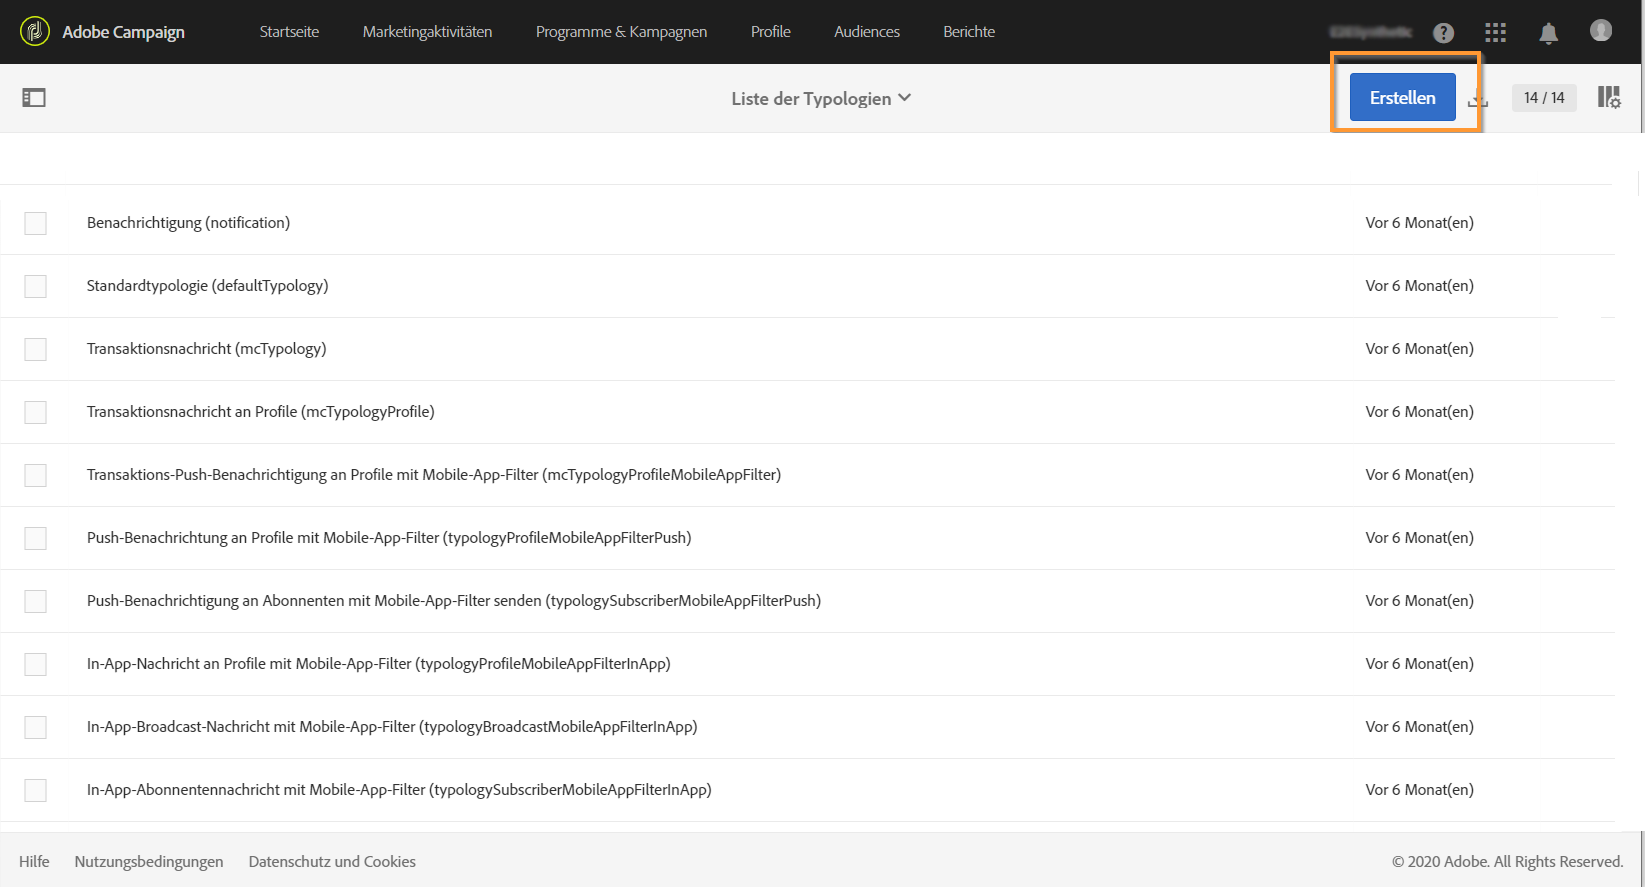 Adobe Campaign Startseite Marketingaktivitäten Programme & Kampagnen Profile Audiences Berichte
Liste der Typologien Erstellen 14 / 14
Benachrichtigung (notification) Vor 6 Monat(en)
Standardtypologie (defaultTypology) Vor 6 Monat(en)
Transaktionsnachricht (mcTypology) Vor 6 Monat(en)
Transaktionsnachricht an Profile (mcTypologyProfile) Vor 6 Monat(en)
Transaktions-Push-Benachrichtigung an Profile mit Mobile-App-Filter (mcTypologyProfileMobileAppFilter) Vor 6 Monat(en)
Push-Benachrichtung an Profile mit Mobile-App-Filter (typologyProfileMobileAppFilterPush) Vor 6 Monat(en)
Push-Benachrichtigung an Abonnenten mit Mobile-App-Filter senden (typologySubscriberMobileAppFilterPush) Vor 6 Monat(en)
In-App-Nachricht an Profile mit Mobile-App-Filter (typologyProfileMobileAppFilterInApp) Vor 6 Monat(en)
In-App-Broadcast-Nachricht mit Mobile-App-Filter (typologyBroadcastMobileAppFilterInApp) Vor 6 Monat(en)
In-App-Abonnentennachricht mit Mobile-App-Filter (typologySubscriberMobileAppFilterInApp) Vor 6 Monat(en)
Hilfe Nutzungsbedingungen Datenschutz und Cookies © 2020 Adobe. All Rights Reserved.